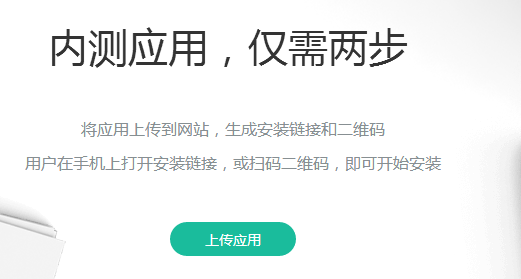 内测应用，仅需两步
将应用上传到网站，生成安装链接和二维码
用户在手机上打开安装链接，或扫码二维码，即可开始安装
上传应用